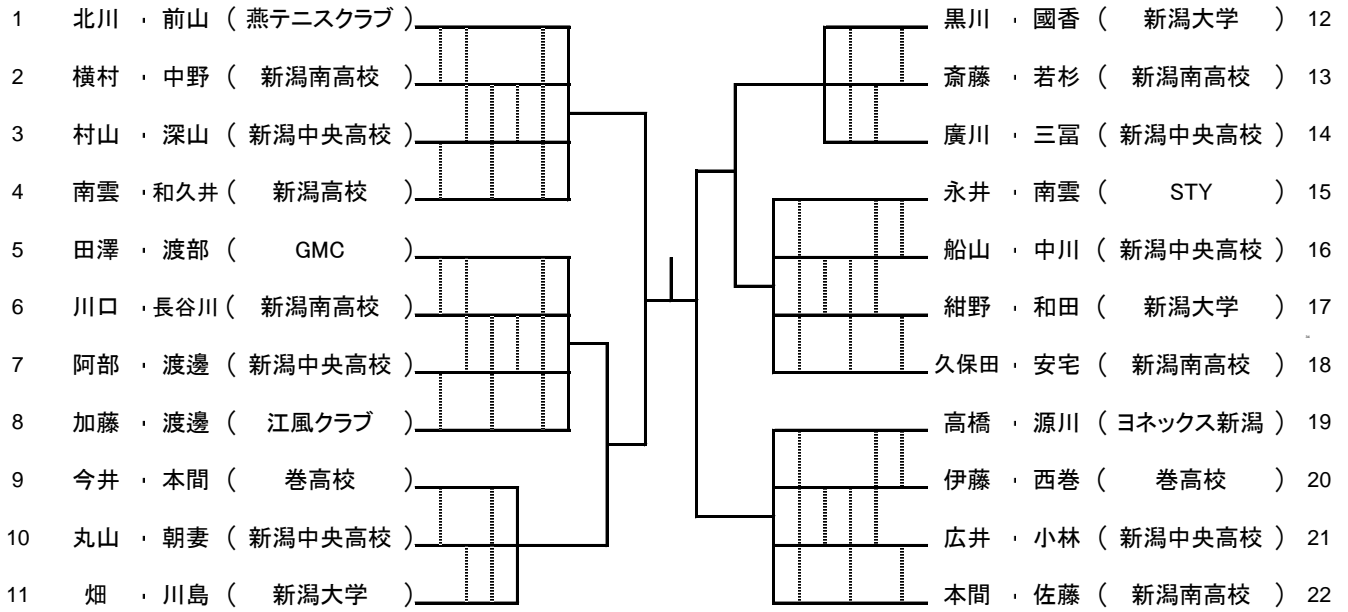 1 北川 ・ 前山 ( 燕テニスクラブ )
2 横村 ・ 中野 ( 新潟南高校 )
3 村山 ・ 深山 ( 新潟中央高校 )
4 南雲 ・ 和久井 ( 新潟高校 )
5 田澤 ・ 渡部 ( GMC )
6 川口 ・ 長谷川 ( 新潟南高校 )
7 阿部 ・ 渡邊 ( 新潟中央高校 )
8 加藤 ・ 渡邊 ( 江風クラブ )
9 今井 ・ 本間 ( 巻高校 )
10 丸山 ・ 朝妻 ( 新潟中央高校 )
11 畑 ・ 川島 ( 新潟大学 )
黒川 ・ 國香 ( 新潟大学 ) 12
斎藤 ・ 若杉 ( 新潟南高校 ) 13
廣川 ・ 三冨 ( 新潟中央高校 ) 14
永井 ・ 南雲 ( STY ) 15
船山 ・ 中川 ( 新潟中央高校 ) 16
紺野 ・ 和田 ( 新潟大学 ) 17
久保田 ・ 安宅 ( 新潟南高校 ) 18
高橋 ・ 源川 ( ヨネックス新潟 ) 19
伊藤 ・ 西巻 ( 巻高校 ) 20
広井 ・ 小林 ( 新潟中央高校 ) 21
本間 ・ 佐藤 ( 新潟南高校 ) 22